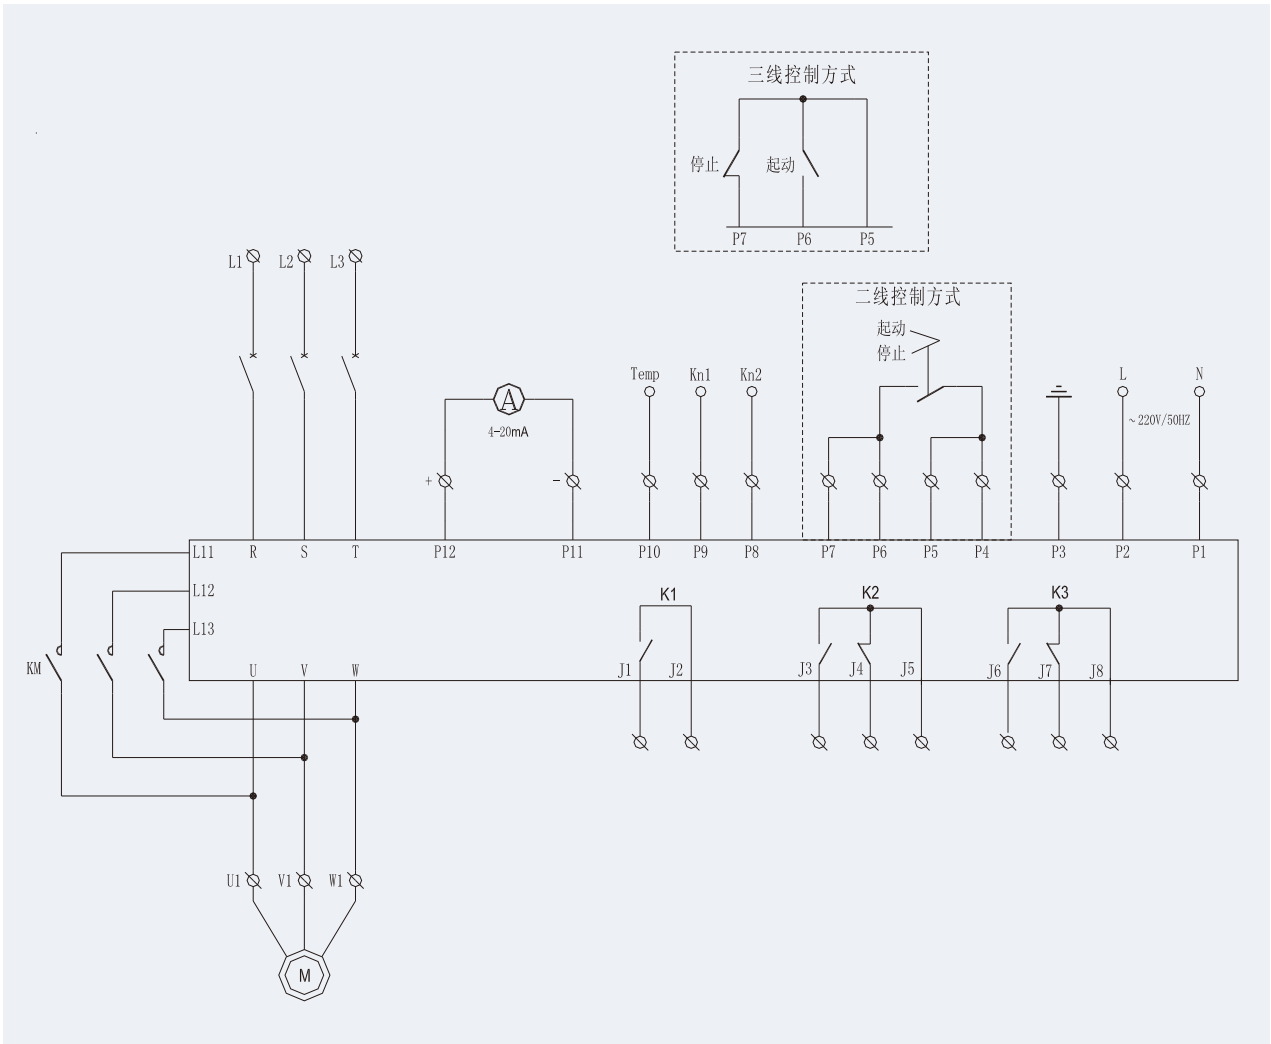 三线控制方式
停止
起动
P7 P6 P5
L1 L2 L3
二线控制方式
起动
停止
Temp Kn1 Kn2
L N
~220V/50HZ
A
4-20mA
+ -
L11 R S T P12 P11 P10 P9 P8 P7 P6 P5 P4 P3 P2 P1
L12
L13
K1 K2 K3
KM
U V W
J1 J2 J3 J4 J5 J6 J7 J8
U1 V1 W1
M